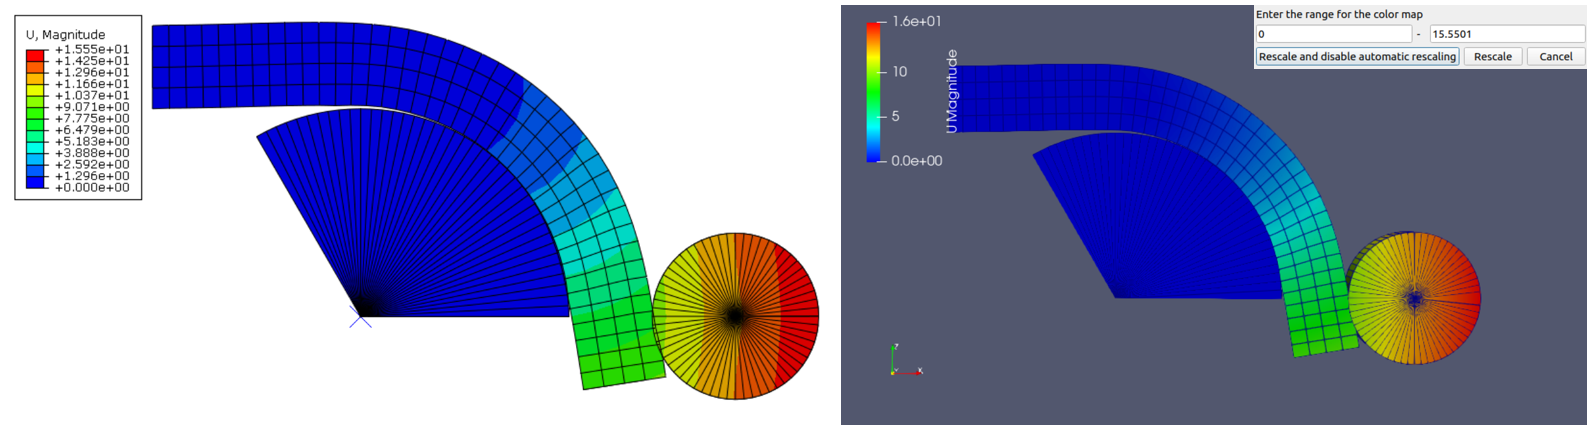 U, Magnitude
+1.555e+01
+1.425e+01
+1.296e+01
+1.166e+01
+1.037e+01
+9.071e+00
+7.775e+00
+6.479e+00
+5.183e+00
+3.888e+00
+2.592e+00
+1.296e+00
+0.000e+00
1.6e+01
10
5
0.0e+00
U Magnitude
Enter the range for the color map
0 - 15.5501
Rescale and disable automatic rescaling Rescale Cancel